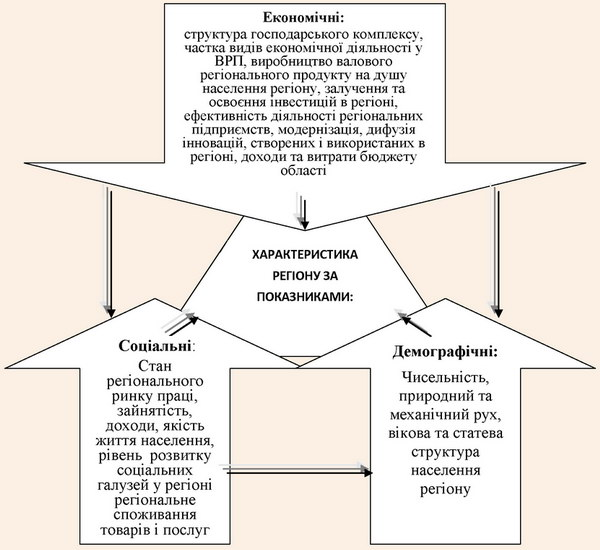 Економічні:
структура господарського комплексу,
частка видів економічної діяльності у
ВРП, виробництво валового
регіонального продукту на душу
населення регіону, залучення та
освоєння інвестицій в регіоні,
ефективність діяльності регіональних
підприємств, модернізація, дифузія
інновацій, створених і використаних в
регіоні, доходи та витрати бюджету
області
ХАРАКТЕРИСТИКА
РЕГІОНУ ЗА
ПОКАЗНИКАМИ:
Соціальні:
Стан
регіонального
ринку праці,
зайнятість,
доходи, якість
життя населення,
рівень розвитку
соціальних
галузей у регіоні
регіональне
споживання
товарів і послуг
Демографічні:
Чисельність,
природний та
механічний рух,
вікова та статева
структура
населення
регіону